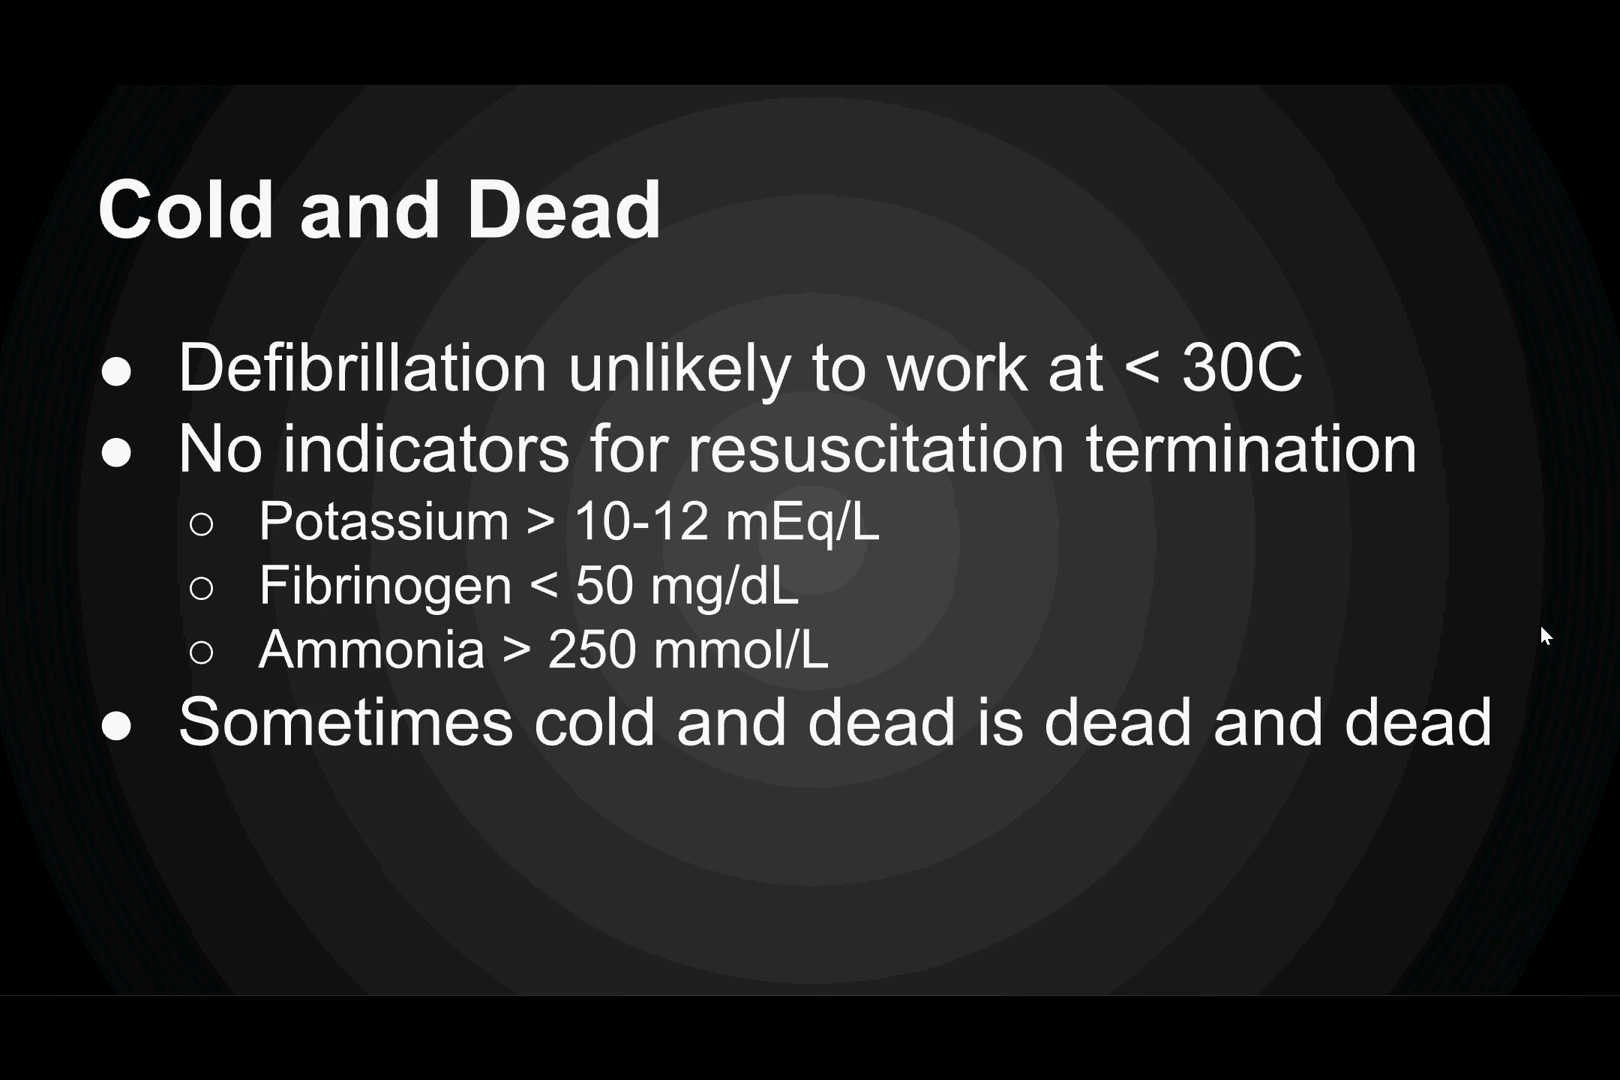 Cold and Dead
● Defibrillation unlikely to work at < 30C
● No indicators for resuscitation termination
○ Potassium > 10-12 mEq/L
○ Fibrinogen < 50 mg/dL
○ Ammonia > 250 mmol/L
● Sometimes cold and dead is dead and dead